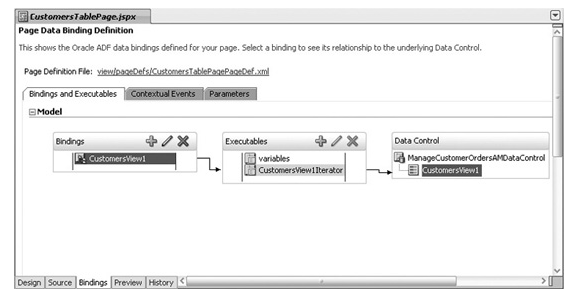 CustomersTablePage.jspx
Page Data Binding Definition
This shows the Oracle ADF data bindings defined for your page. Select a binding to see its relationship to the underlying Data Control.
Page Definition File: view/pageDefs/CustomersTablePagePageDef.xml
Bindings and Executables Contextual Events Parameters
Model
Bindings Executables Data Control
CustomersView1 variables ManageCustomerOrdersAMDataControl
CustomersView1Iterator CustomersView1
Design Source Bindings Preview History